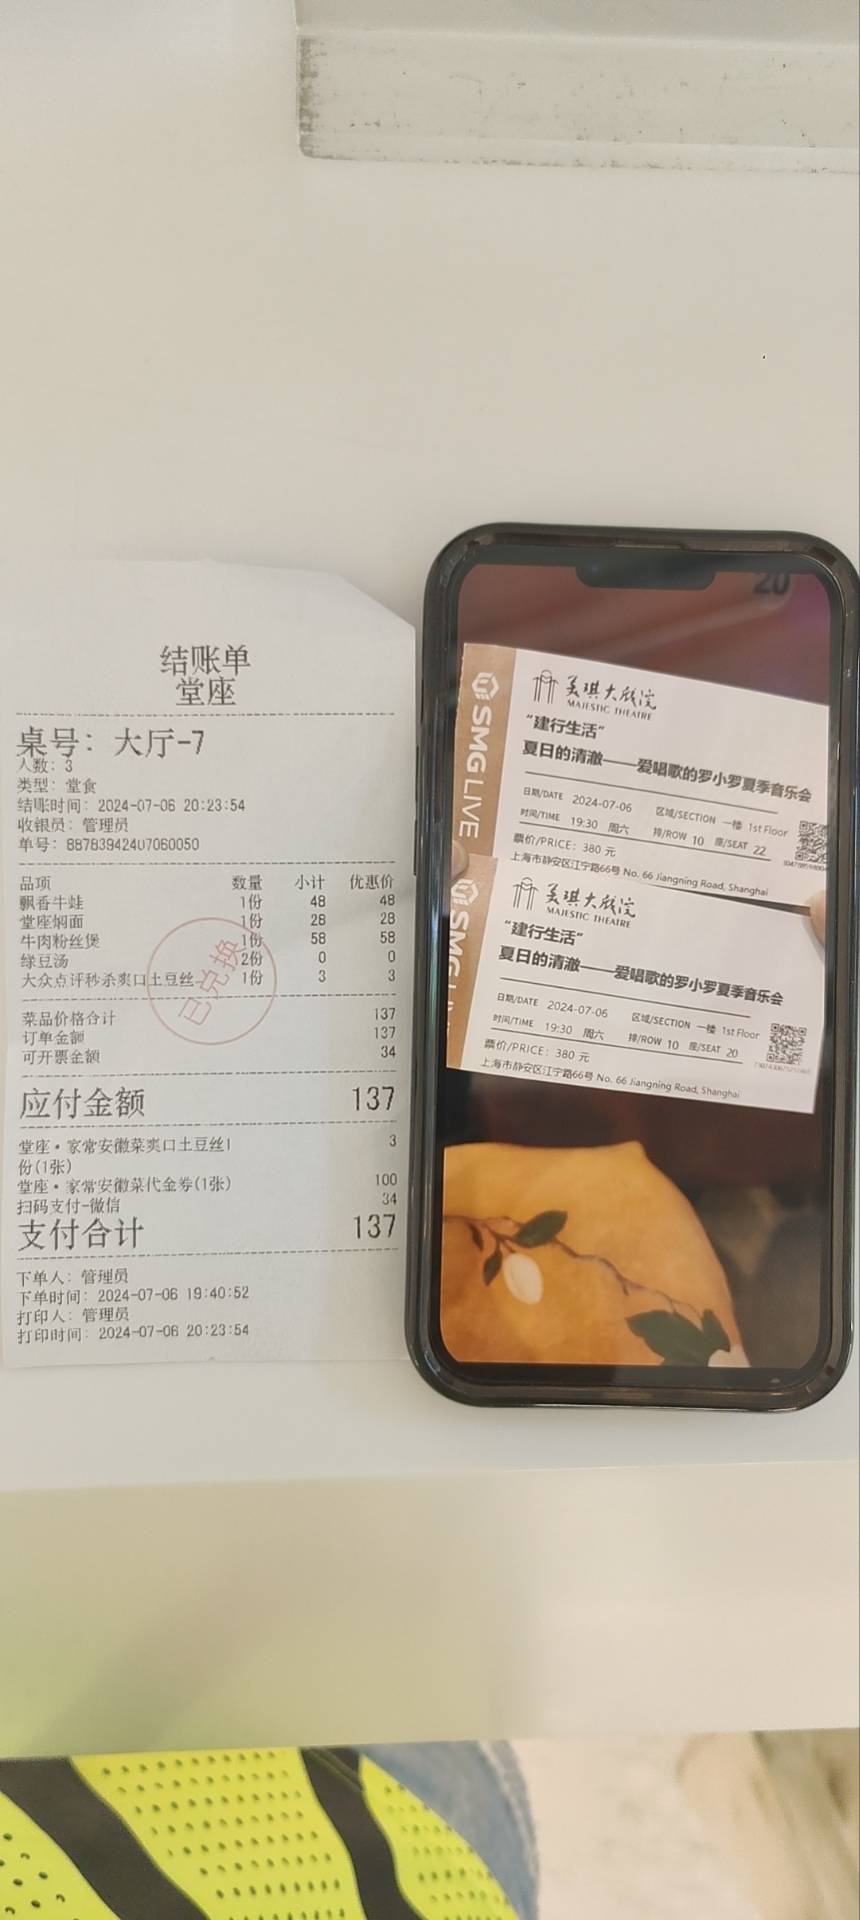 结账单
堂座
桌号：大厅-7
人数：3
类型：堂食
结账时间：2024-07-06 20:23:54
收银员：管理员
单号：88783942407060050
品项 数量 小计 优惠价
飘香牛蛙 1份 48 48
堂座焖面 1份 28 28
牛肉粉丝煲 1份 58 58
绿豆汤 2份 0 0
大众点评秒杀爽口土豆丝 1份 3 3
已兑换
菜品价格合计 137
订单金额 137
可开票金额 34
应付金额 137
堂座·家常安徽菜爽口土豆丝1 3
份(1张)
堂座·家常安徽菜代金券(1张) 100
扫码支付-微信 34
支付合计 137
下单人：管理员
下单时间：2024-07-06 19:40:52
打印人：管理员
打印时间：2024-07-06 20:23:54
20
SMG LIVE
美琪大戏院
MAJESTIC THEATRE
“建行生活”
夏日的清澈——爱唱歌的罗小罗夏季音乐会
日期/DATE 2024-07-06 区域/SECTION 一楼 1st Floor
时间/TIME 19:30 周六 排/ROW 10 座/SEAT 22
票价/PRICE：380 元
上海市静安区江宁路66号 No. 66 Jiangning Road, Shanghai
SMG
美琪大戏院
MAJESTIC THEATRE
“建行生活”
夏日的清澈——爱唱歌的罗小罗夏季音乐会
日期/DATE 2024-07-06 区域/SECTION 一楼 1st Floor
时间/TIME 19:30 周六 排/ROW 10 座/SEAT 20
票价/PRICE：380 元
上海市静安区江宁路66号 No. 66 Jiangning Road, Shanghai